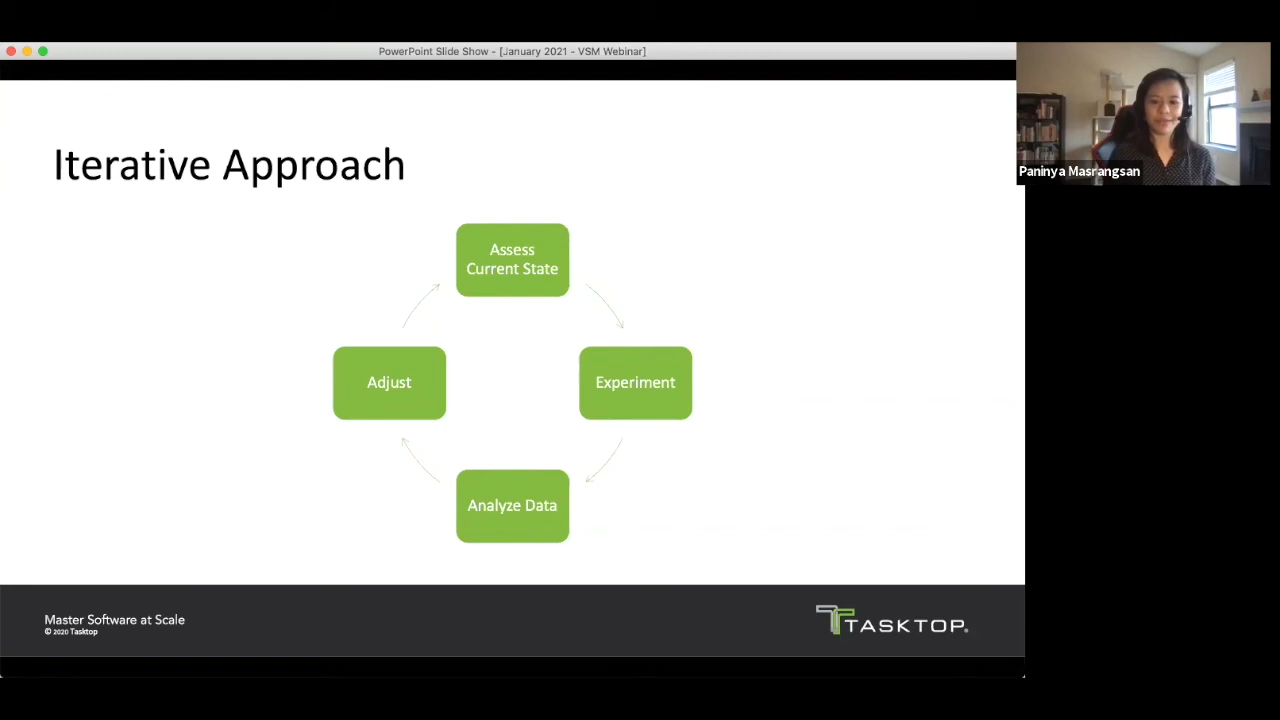 PowerPoint Slide Show - [January 2021 - VSM Webinar]
Paninya Masrangsan
Iterative Approach
Assess
Current State
Adjust
Experiment
Analyze Data
Master Software at Scale
© 2020 Tasktop
TASKTOP®